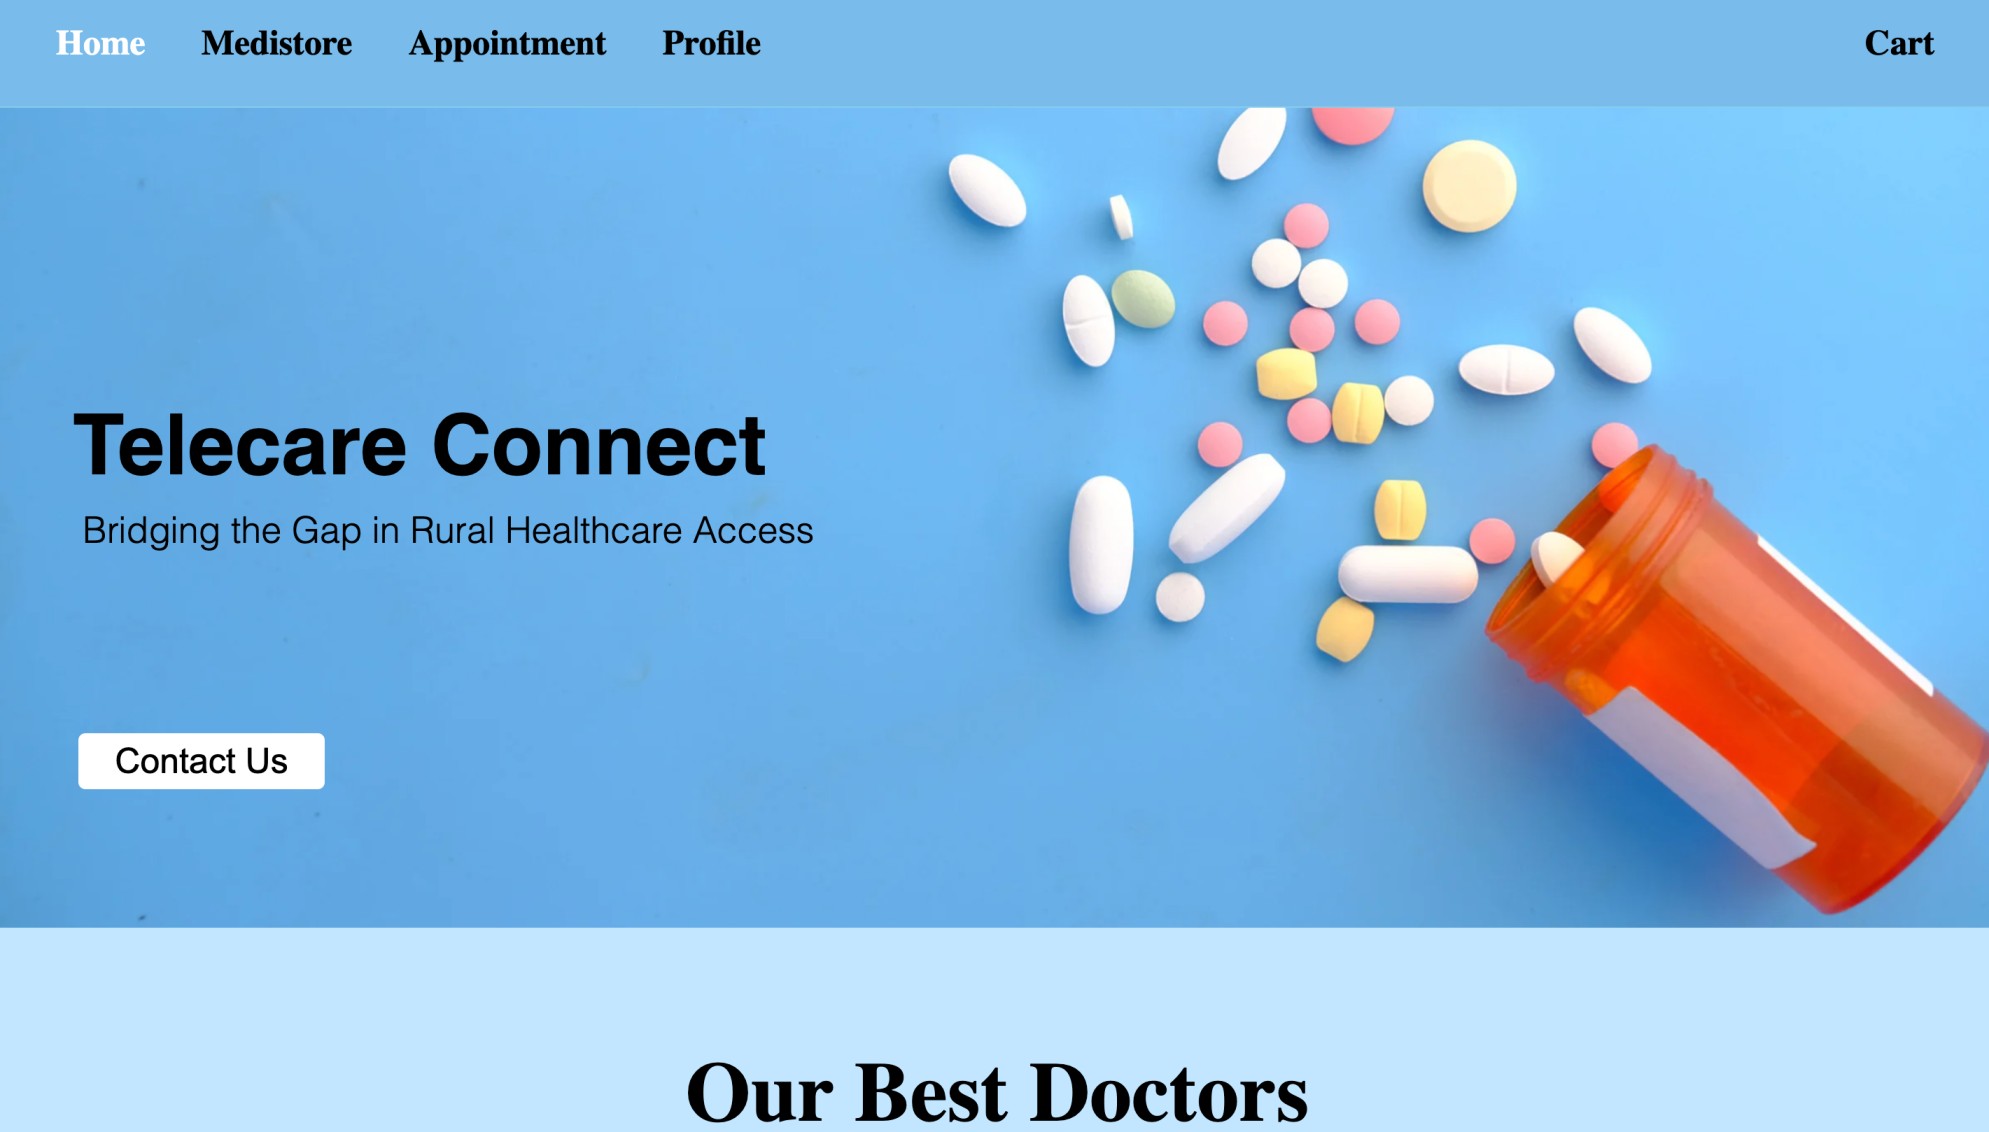 Home Medistore Appointment Profile Cart
Telecare Connect
Bridging the Gap in Rural Healthcare Access
Contact Us
Our Best Doctors